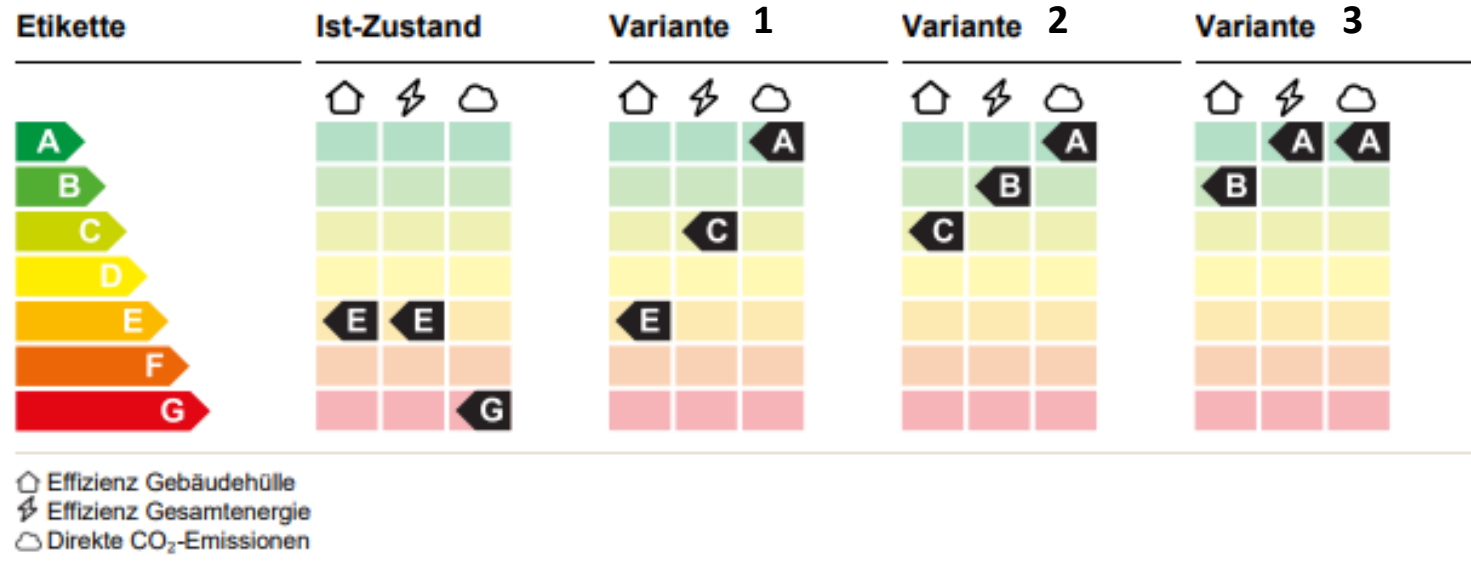 Etikette Ist-Zustand Variante 1 Variante 2 Variante 3
A A A A A
B B B
C C C
D
E E E E
F
G G
Effizienz Gebäudehülle
Effizienz Gesamtenergie
Direkte CO₂-Emissionen